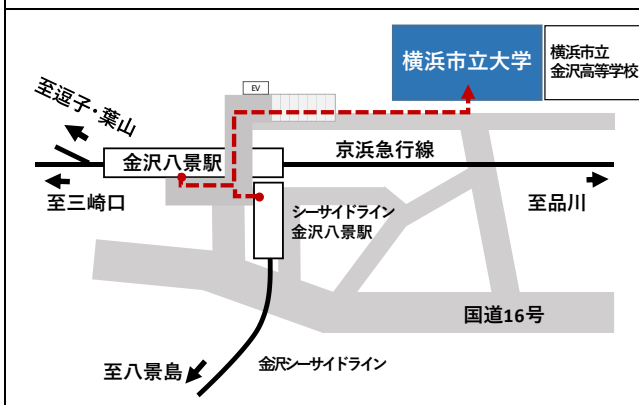 横浜市立大学
横浜市立
金沢高等学校
EV
至逗子・葉山
金沢八景駅
京浜急行線
至三崎口
至品川
シーサイドライン
金沢八景駅
国道16号
至八景島
金沢シーサイドライン